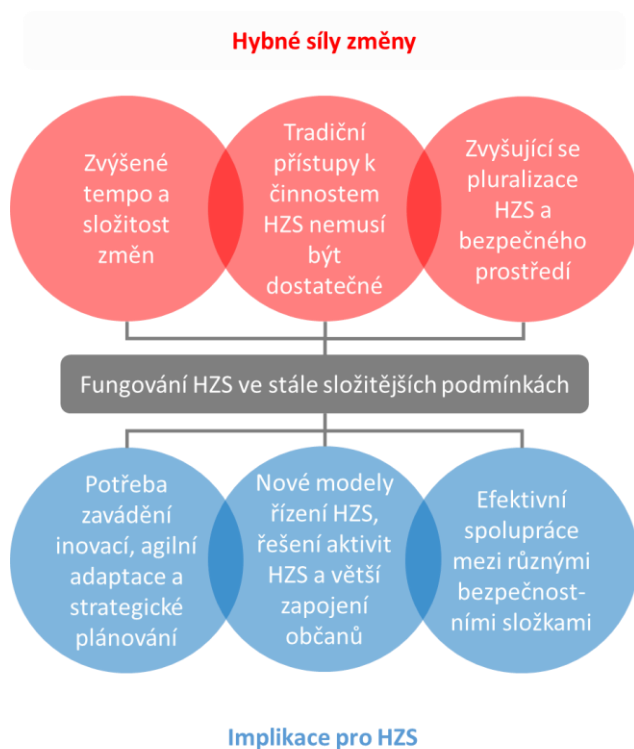 Hybné síly změny
Zvýšené
tempo a
složitost
změn
Tradiční
přístupy k
činnostem
HZS nemusí
být
dostatečné
Zvyšující se
pluralizace
HZS a
bezpečného
prostředí
Fungování HZS ve stále složitějších podmínkách
Potřeba
zavádění
inovací, agilní
adaptace a
strategické
plánování
Nové modely
řízení HZS,
řešení aktivit
HZS a větší
zapojení
občanů
Efektivní
spolupráce
mezi různými
bezpečnost-
ními složkami
Implikace pro HZS